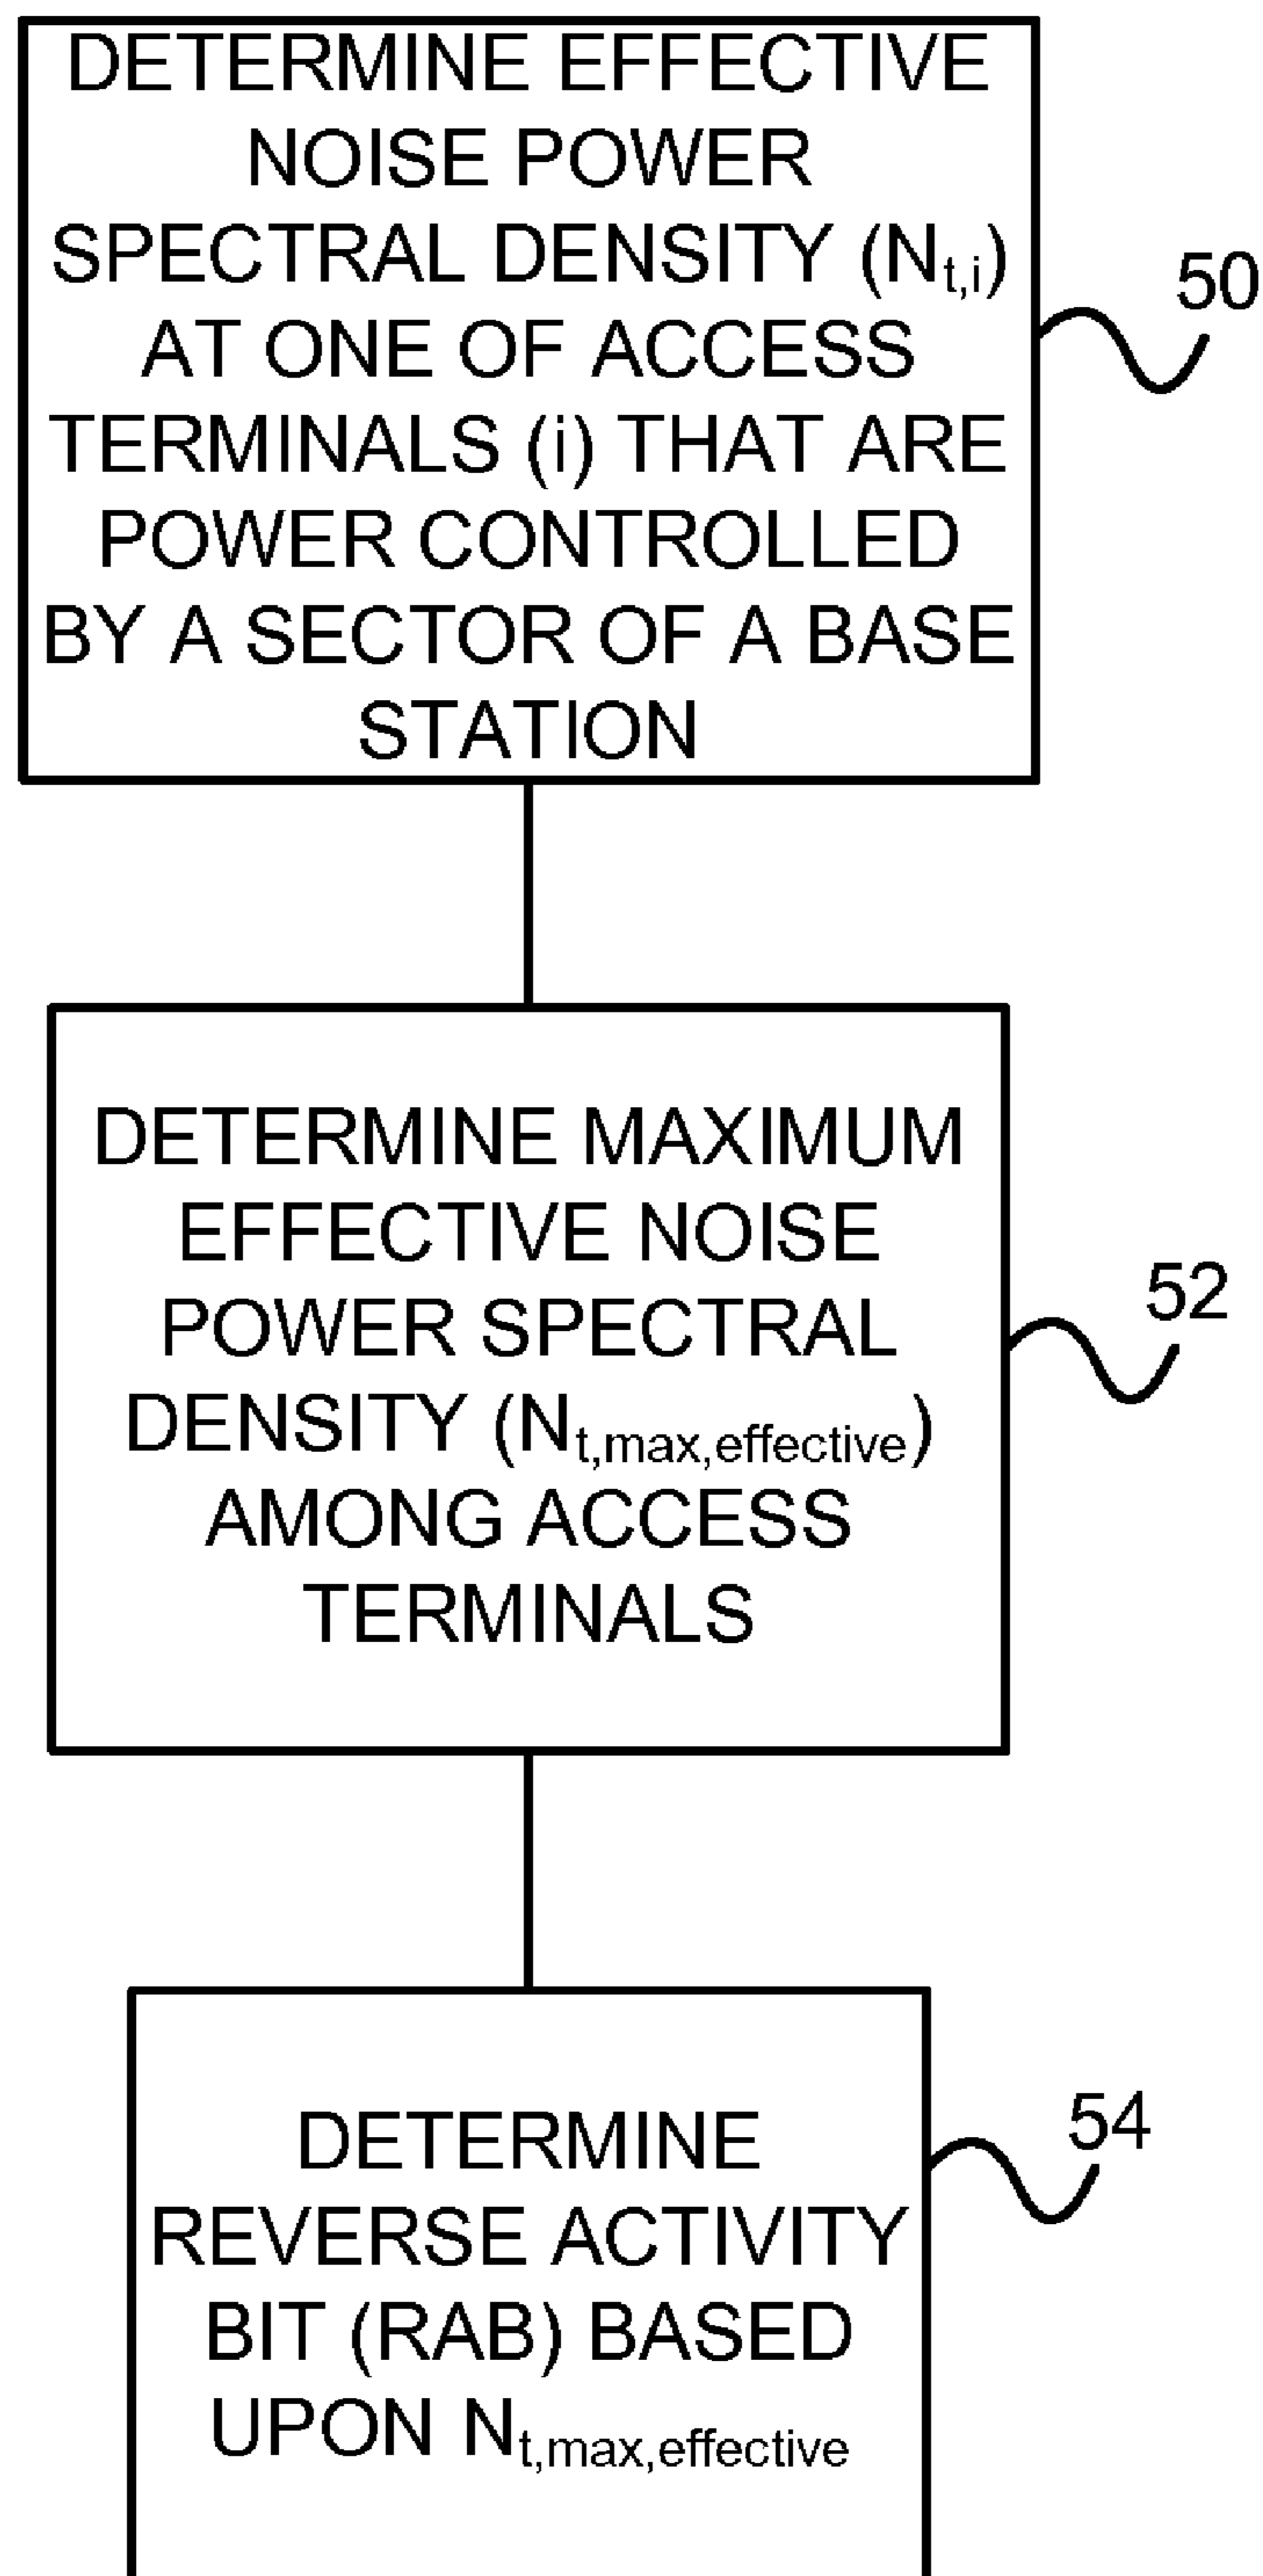 DETERMINE EFFECTIVE
NOISE POWER
SPECTRAL DENSITY (Nt,i)
AT ONE OF ACCESS
TERMINALS (i) THAT ARE
POWER CONTROLLED
BY A SECTOR OF A BASE
STATION
50
DETERMINE MAXIMUM
EFFECTIVE NOISE
POWER SPECTRAL
DENSITY (Nt,max,effective)
AMONG ACCESS
TERMINALS
52
DETERMINE
REVERSE ACTIVITY
BIT (RAB) BASED
UPON Nt,max,effective
54